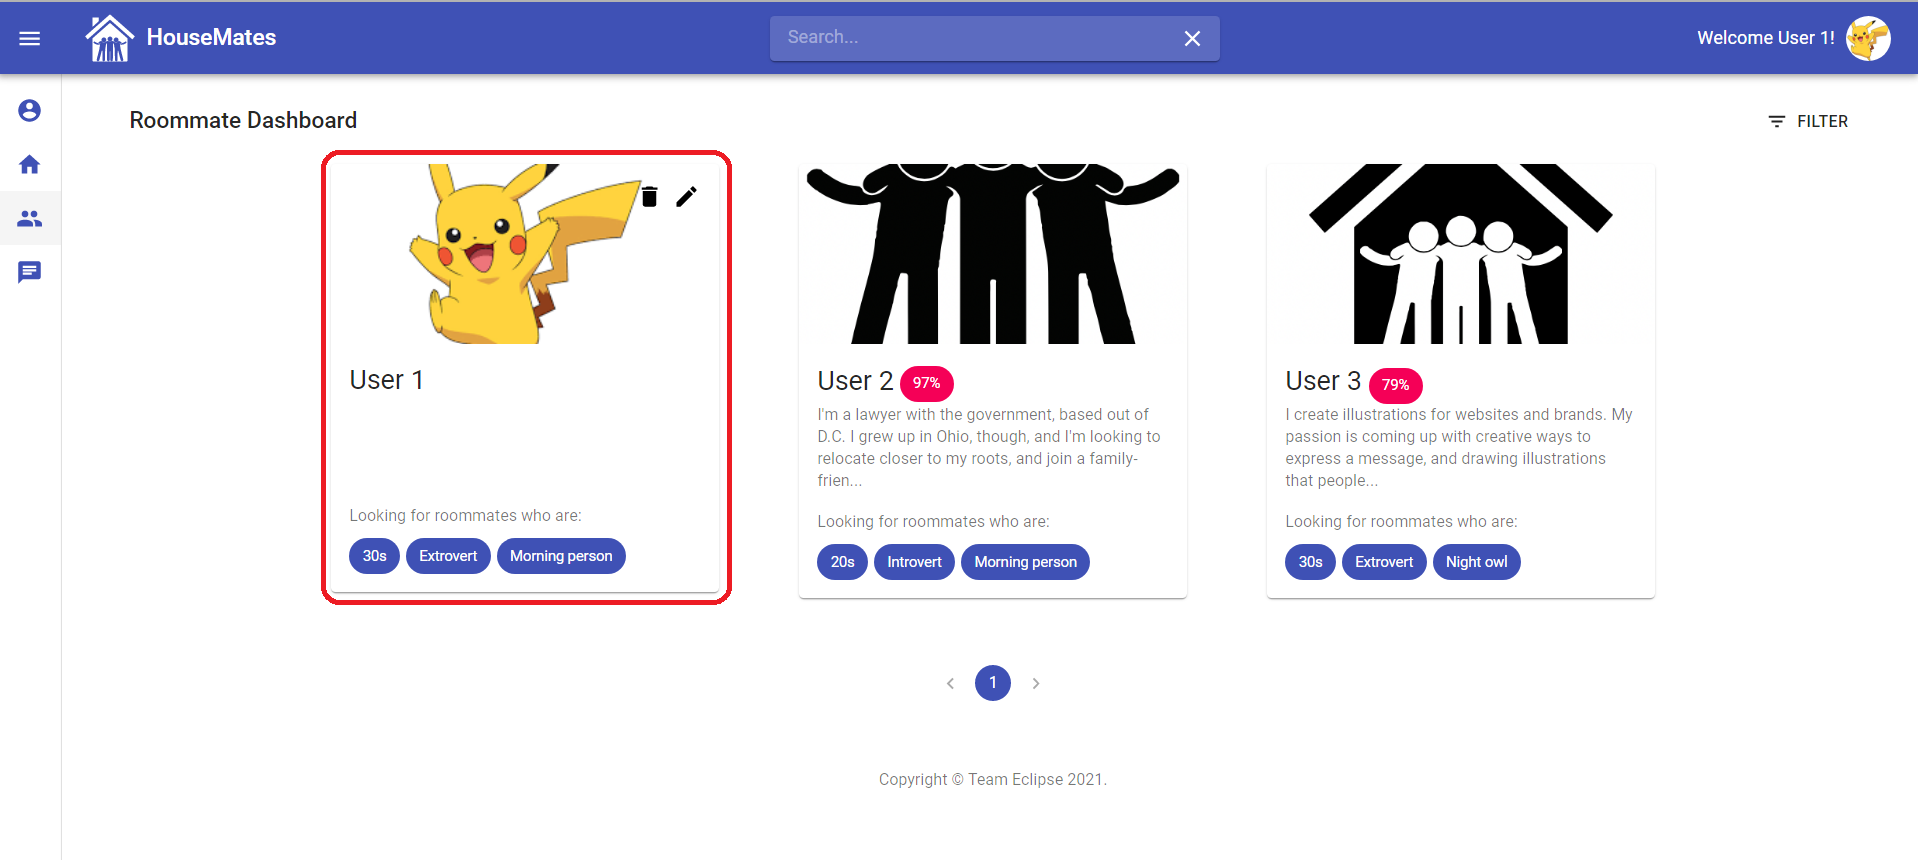 HouseMates
Search...
Welcome User 1!
Roommate Dashboard
FILTER
User 1
Looking for roommates who are:
30s
Extrovert
Morning person
User 2
97%
I'm a lawyer with the government, based out of
D.C. I grew up in Ohio, though, and I'm looking to
relocate closer to my roots, and join a family-
frien...
Looking for roommates who are:
20s
Introvert
Morning person
User 3
79%
I create illustrations for websites and brands. My
passion is coming up with creative ways to
express a message, and drawing illustrations
that people...
Looking for roommates who are:
30s
Extrovert
Night owl
1
Copyright © Team Eclipse 2021.